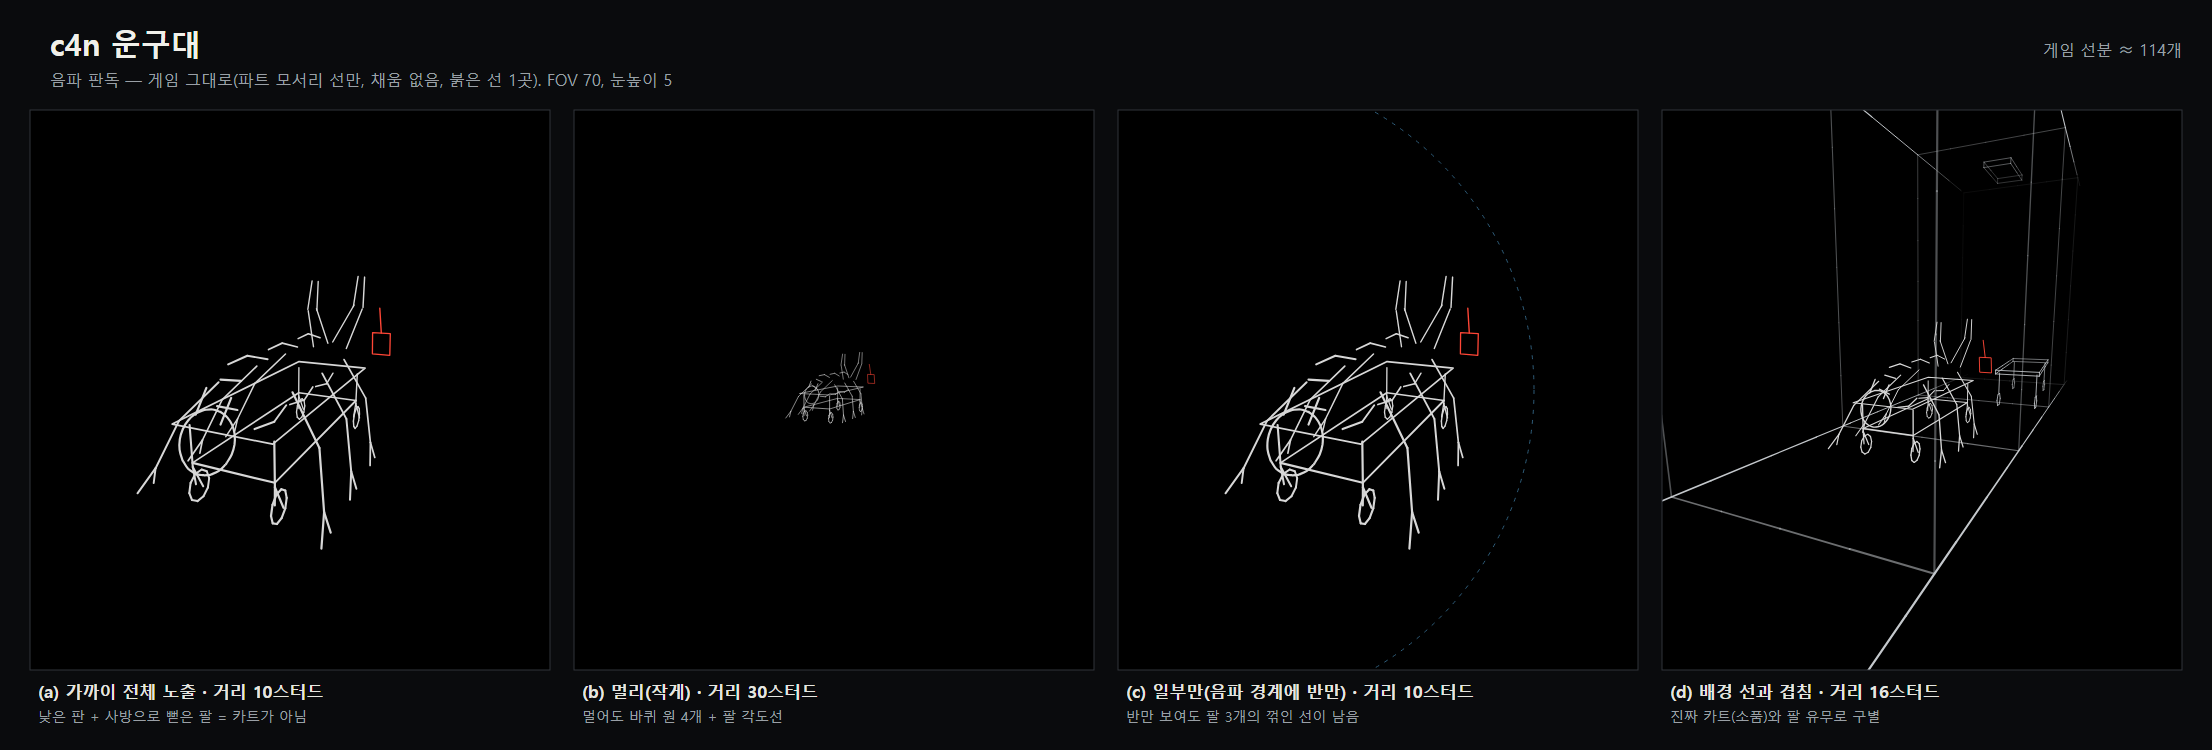 c4n 운구대
음파 판독 — 게임 그대로(파트 모서리 선만, 채움 없음, 붉은 선 1곳). FOV 70, 눈높이 5
게임 선분 ≈ 114개
(a) 가까이 전체 노출 · 거리 10스터드
낮은 판 + 사방으로 뻗은 팔 = 카트가 아님
(b) 멀리(작게) · 거리 30스터드
멀어도 바퀴 원 4개 + 팔 각도선
(c) 일부만(음파 경계에 반만) · 거리 10스터드
반만 보여도 팔 3개의 꺾인 선이 남음
(d) 배경 선과 겹침 · 거리 16스터드
진짜 카트(소품)와 팔 유무로 구별